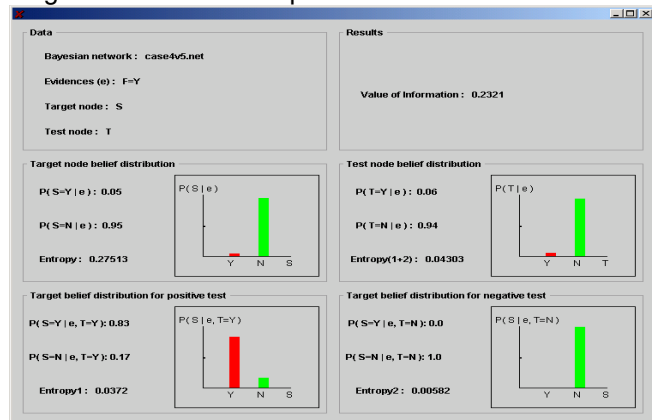 Data
Bayesian network : case4v5.net
Evidences (e) : F=Y
Target node : S
Test node : T
Results
Value of Information : 0.2321
Target node belief distribution
P( S=Y | e ) : 0.05
P( S=N | e ) : 0.95
Entropy : 0.27513
P(S|e)
Y N S
Test node belief distribution
P( T=Y | e ) : 0.06
P( T=N | e ) : 0.94
Entropy(1+2) : 0.04303
P(T|e)
Y N T
Target belief distribution for positive test
P( S=Y | e, T=Y ): 0.83
P( S=N | e, T=Y ): 0.17
Entropy1 : 0.0372
P(S|e,T=Y)
Y N S
Target belief distribution for negative test
P( S=Y | e, T=N ): 0.0
P( S=N | e, T=N ): 1.0
Entropy2 : 0.00582
P(S|e,T=N)
Y N S